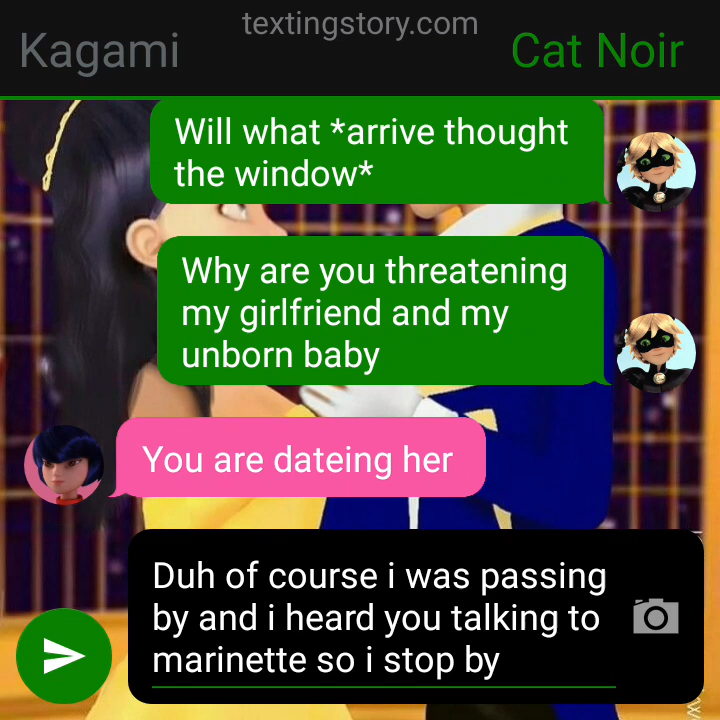 textingstory.com
Kagami
Cat Noir
Will what *arrive thought
the window*
Why are you threatening
my girlfriend and my
unborn baby
You are dateing her
Duh of course i was passing
by and i heard you talking to
marinette so i stop by